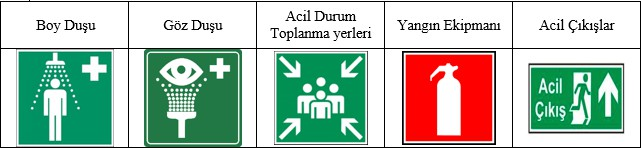 Boy Duşu
Göz Duşu
Acil Durum
Toplanma yerleri
Yangın Ekipmanı
Acil Çıkışlar
Acil
Çıkış